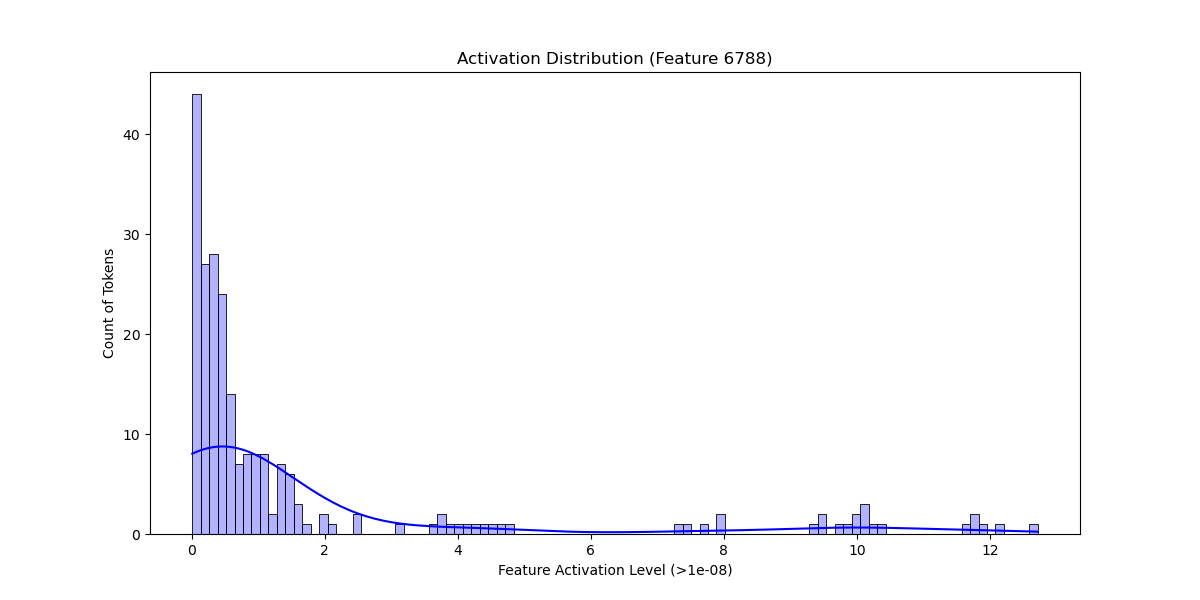 Activation Distribution (Feature 6788)
Count of Tokens
40
30
20
10
0
0 2 4 6 8 10 12
Feature Activation Level (>1e-08)